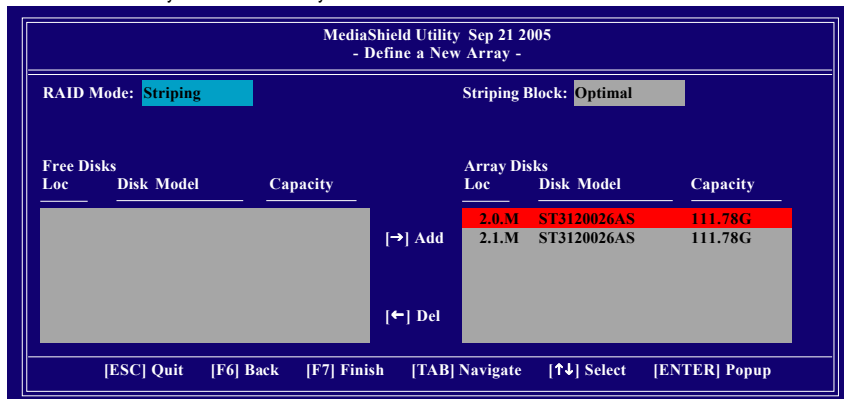 MediaShield Utility Sep 21 2005
- Define a New Array -
RAID Mode: Striping Striping Block: Optimal
Free Disks Array Disks
Loc Disk Model Capacity Loc Disk Model Capacity
2.0.M ST3120026AS 111.78G
[→] Add 2.1.M ST3120026AS 111.78G
[←] Del
[ESC] Quit [F6] Back [F7] Finish [TAB] Navigate [↑↓] Select [ENTER] Popup